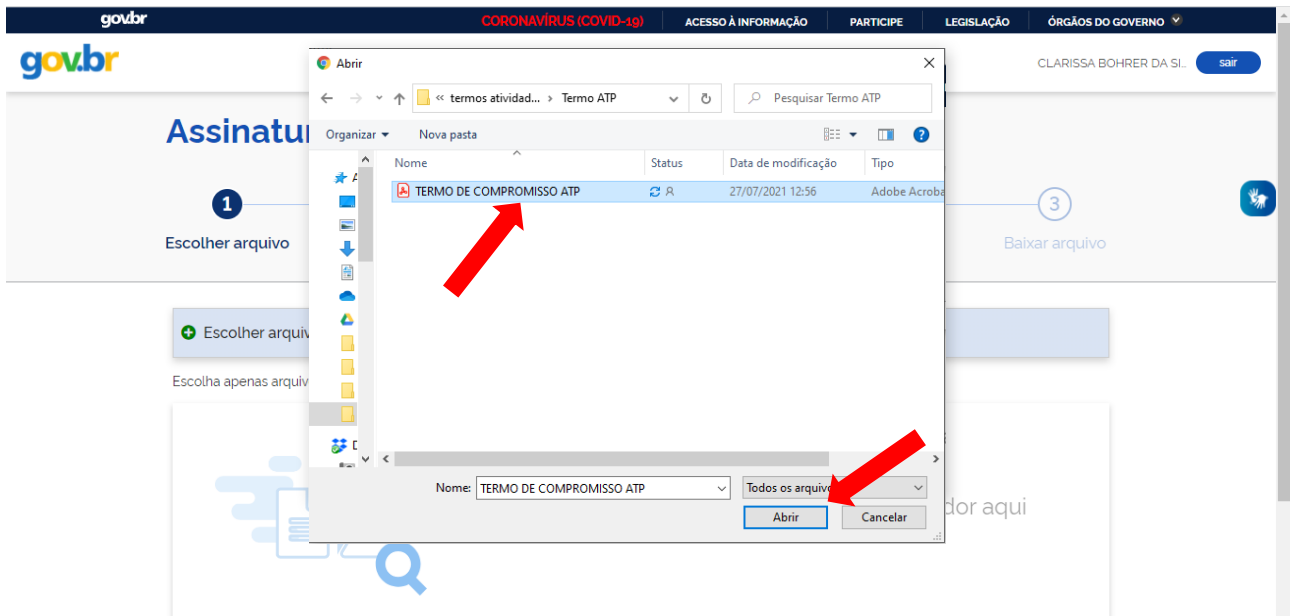 gov.br CORONAVÍRUS (COVID-19) ACESSO À INFORMAÇÃO PARTICIPE LEGISLAÇÃO ÓRGÃOS DO GOVERNO
gov.br CLARISSA BOHRER DA SI... sair
Abrir
« termos atividad... › Termo ATP Pesquisar Termo ATP
Assinatu
Organizar Nova pasta
Nome Status Data de modificação Tipo
TERMO DE COMPROMISSO ATP 27/07/2021 12:56 Adobe Acroba
1 3
Escolher arquivo Baixar arquivo
Escolher arquiv
Escolha apenas arquiv
Nome: TERMO DE COMPROMISSO ATP Todos os arquivo
Abrir Cancelar
dor aqui